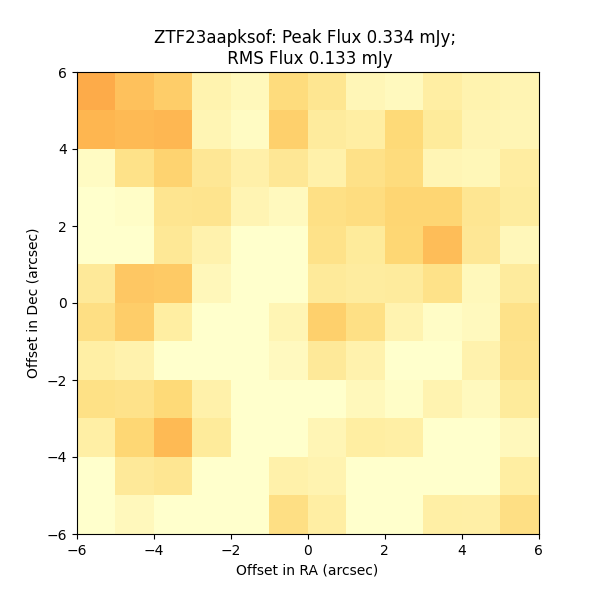 ZTF23aapksof: Peak Flux 0.334 mJy;
RMS Flux 0.133 mJy
6
4
2
0
−2
−4
−6
Offset in Dec (arcsec)
−6 −4 −2 0 2 4 6
Offset in RA (arcsec)